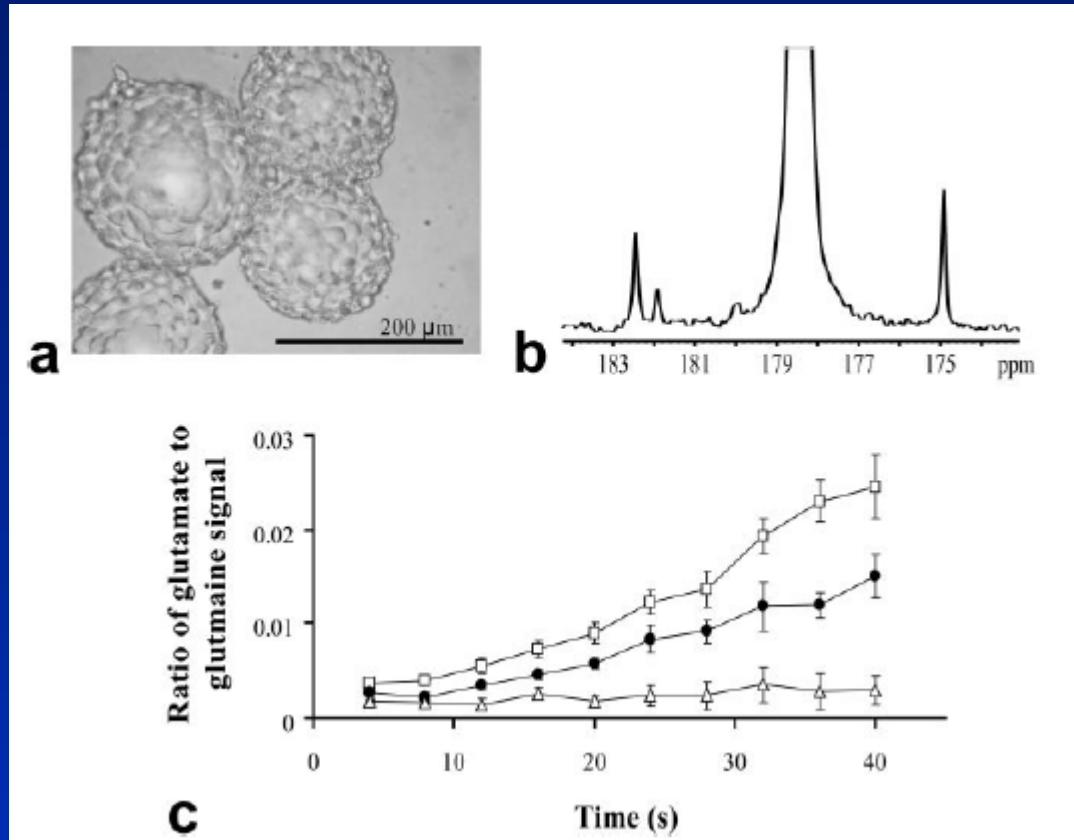 200 µm
a
b
183 181 179 177 175 ppm
Ratio of glutamate to
glutmaine signal
0.03
0.02
0.01
0
0 10 20 30 40
Time (s)
c